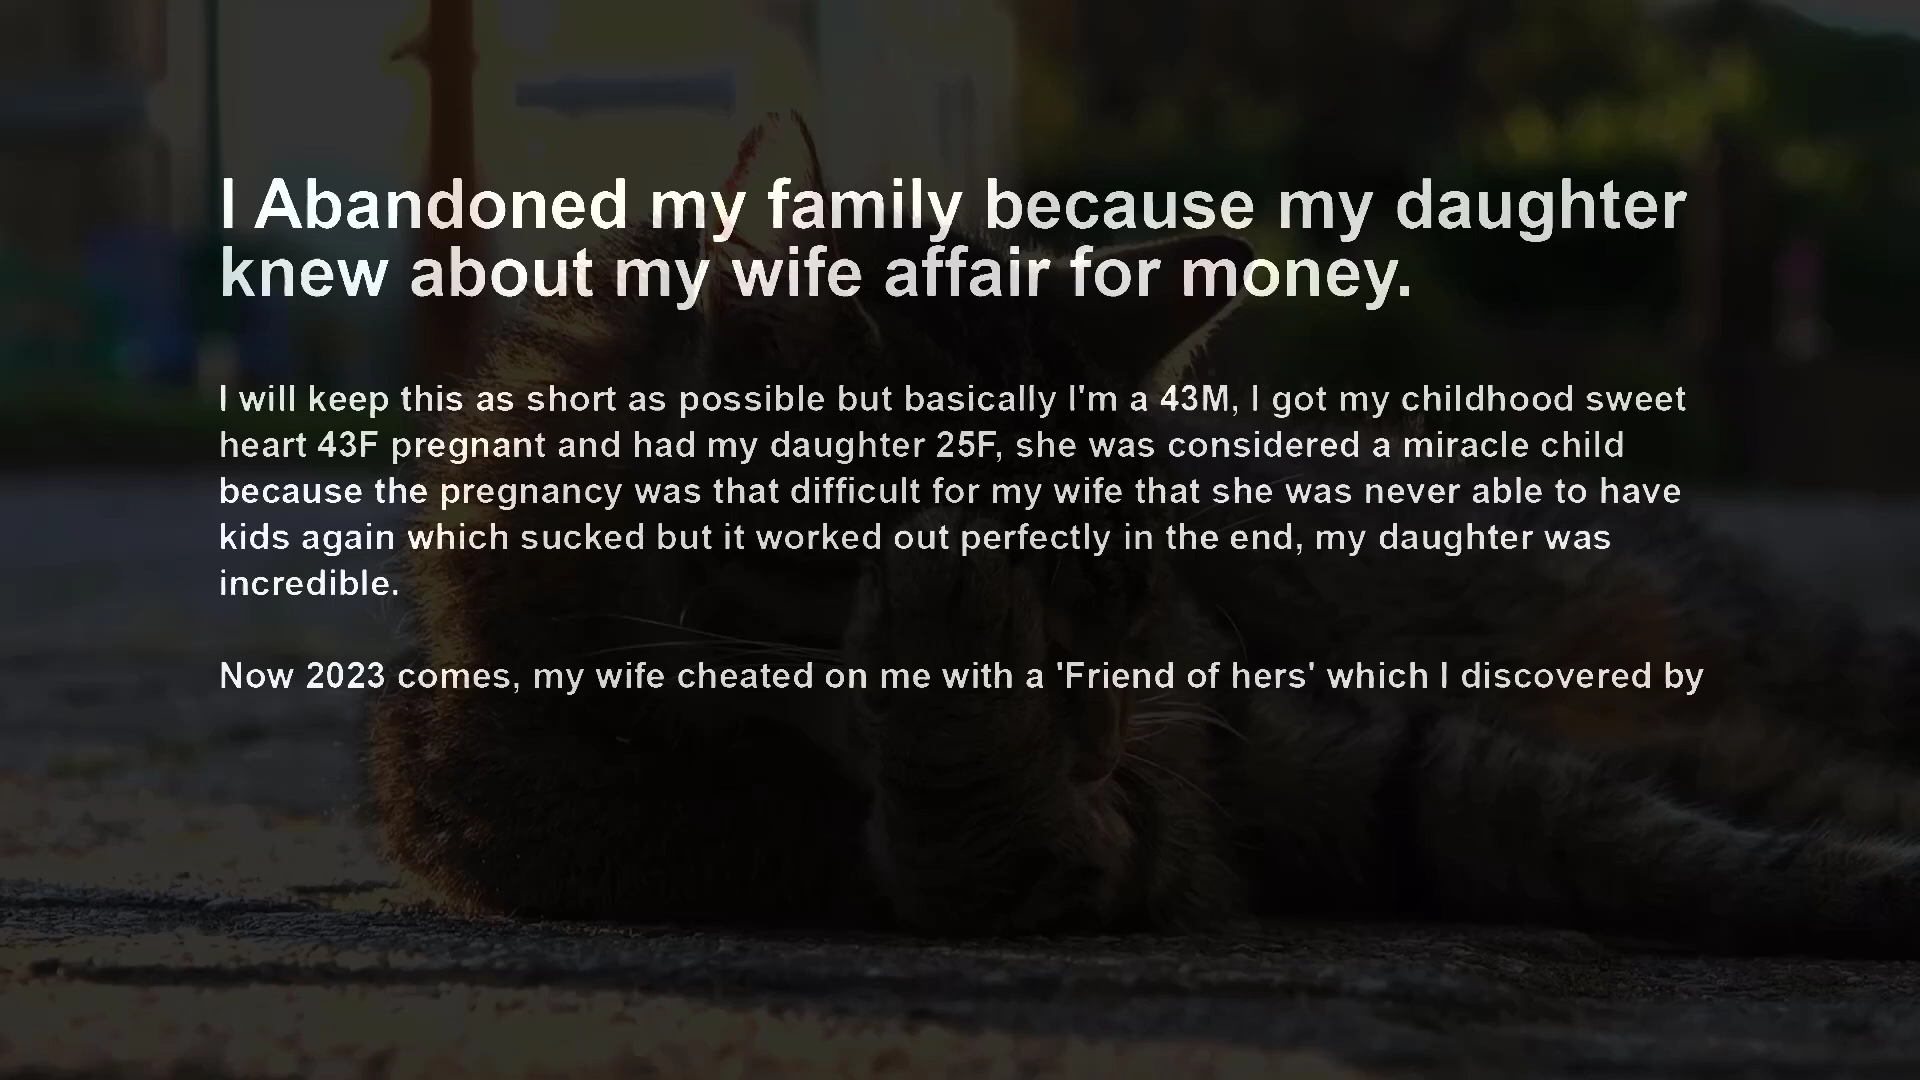 I Abandoned my family because my daughter
knew about my wife affair for money.
I will keep this as short as possible but basically I'm a 43M, I got my childhood sweet
heart 43F pregnant and had my daughter 25F, she was considered a miracle child
because the pregnancy was that difficult for my wife that she was never able to have
kids again which sucked but it worked out perfectly in the end, my daughter was
incredible.
Now 2023 comes, my wife cheated on me with a 'Friend of hers' which I discovered by